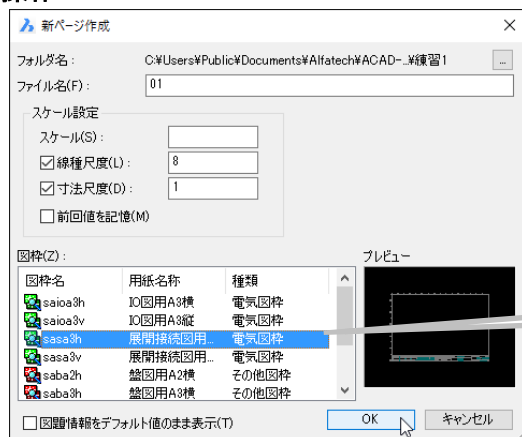 新ページ作成
フォルダ名： C:¥Users¥Public¥Documents¥Alfatech¥ACAD-_¥練習1 ...
ファイル名(F)： 01
スケール設定
スケール(S)：
線種尺度(L)： 8
寸法尺度(D)： 1
前回値を記憶(M)
図枠(Z)： プレビュー
図枠名 用紙名称 種類
saioa3h IO図用A3横 電気図枠
saioa3v IO図用A3縦 電気図枠
sasa3h 展開接続図用... 電気図枠
sasa3v 展開接続図用... 電気図枠
saba2h 盤図用A2横 その他図枠
saba3h 盤図用A3横 その他図枠
図題情報をデフォルト値のまま表示(T) OK キャンセル